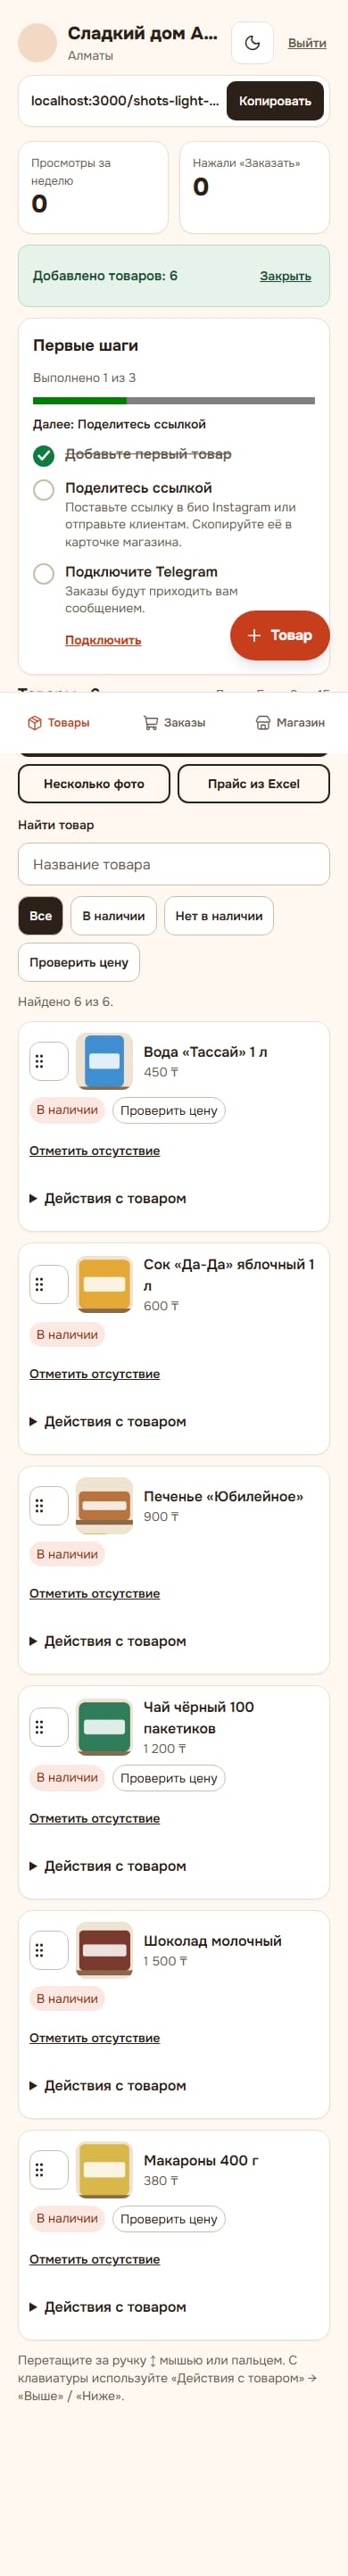 Сладкий дом А...
Алматы
Выйти
localhost:3000/shots-light-...
Копировать
Просмотры за
неделю
0
Нажали «Заказать»
0
Добавлено товаров: 6
Закрыть
Первые шаги
Выполнено 1 из 3
Далее: Поделитесь ссылкой
Добавьте первый товар
Поделитесь ссылкой
Поставьте ссылку в био Instagram или
отправьте клиентам. Скопируйте её в
карточке магазина.
Подключите Telegram
Заказы будут приходить вам
сообщением.
Подключить
Товар
Товары
Заказы
Магазин
Несколько фото
Прайс из Excel
Найти товар
Название товара
Все
В наличии
Нет в наличии
Проверить цену
Найдено 6 из 6.
Вода «Тассай» 1 л
450 ₸
В наличии
Проверить цену
Отметить отсутствие
Действия с товаром
Сок «Да-Да» яблочный 1
л
600 ₸
В наличии
Отметить отсутствие
Действия с товаром
Печенье «Юбилейное»
900 ₸
В наличии
Отметить отсутствие
Действия с товаром
Чай чёрный 100
пакетиков
1 200 ₸
В наличии
Проверить цену
Отметить отсутствие
Действия с товаром
Шоколад молочный
1 500 ₸
В наличии
Отметить отсутствие
Действия с товаром
Макароны 400 г
380 ₸
В наличии
Проверить цену
Отметить отсутствие
Действия с товаром
Перетащите за ручку ↕ мышью или пальцем. С
клавиатуры используйте «Действия с товаром» →
«Выше» / «Ниже».